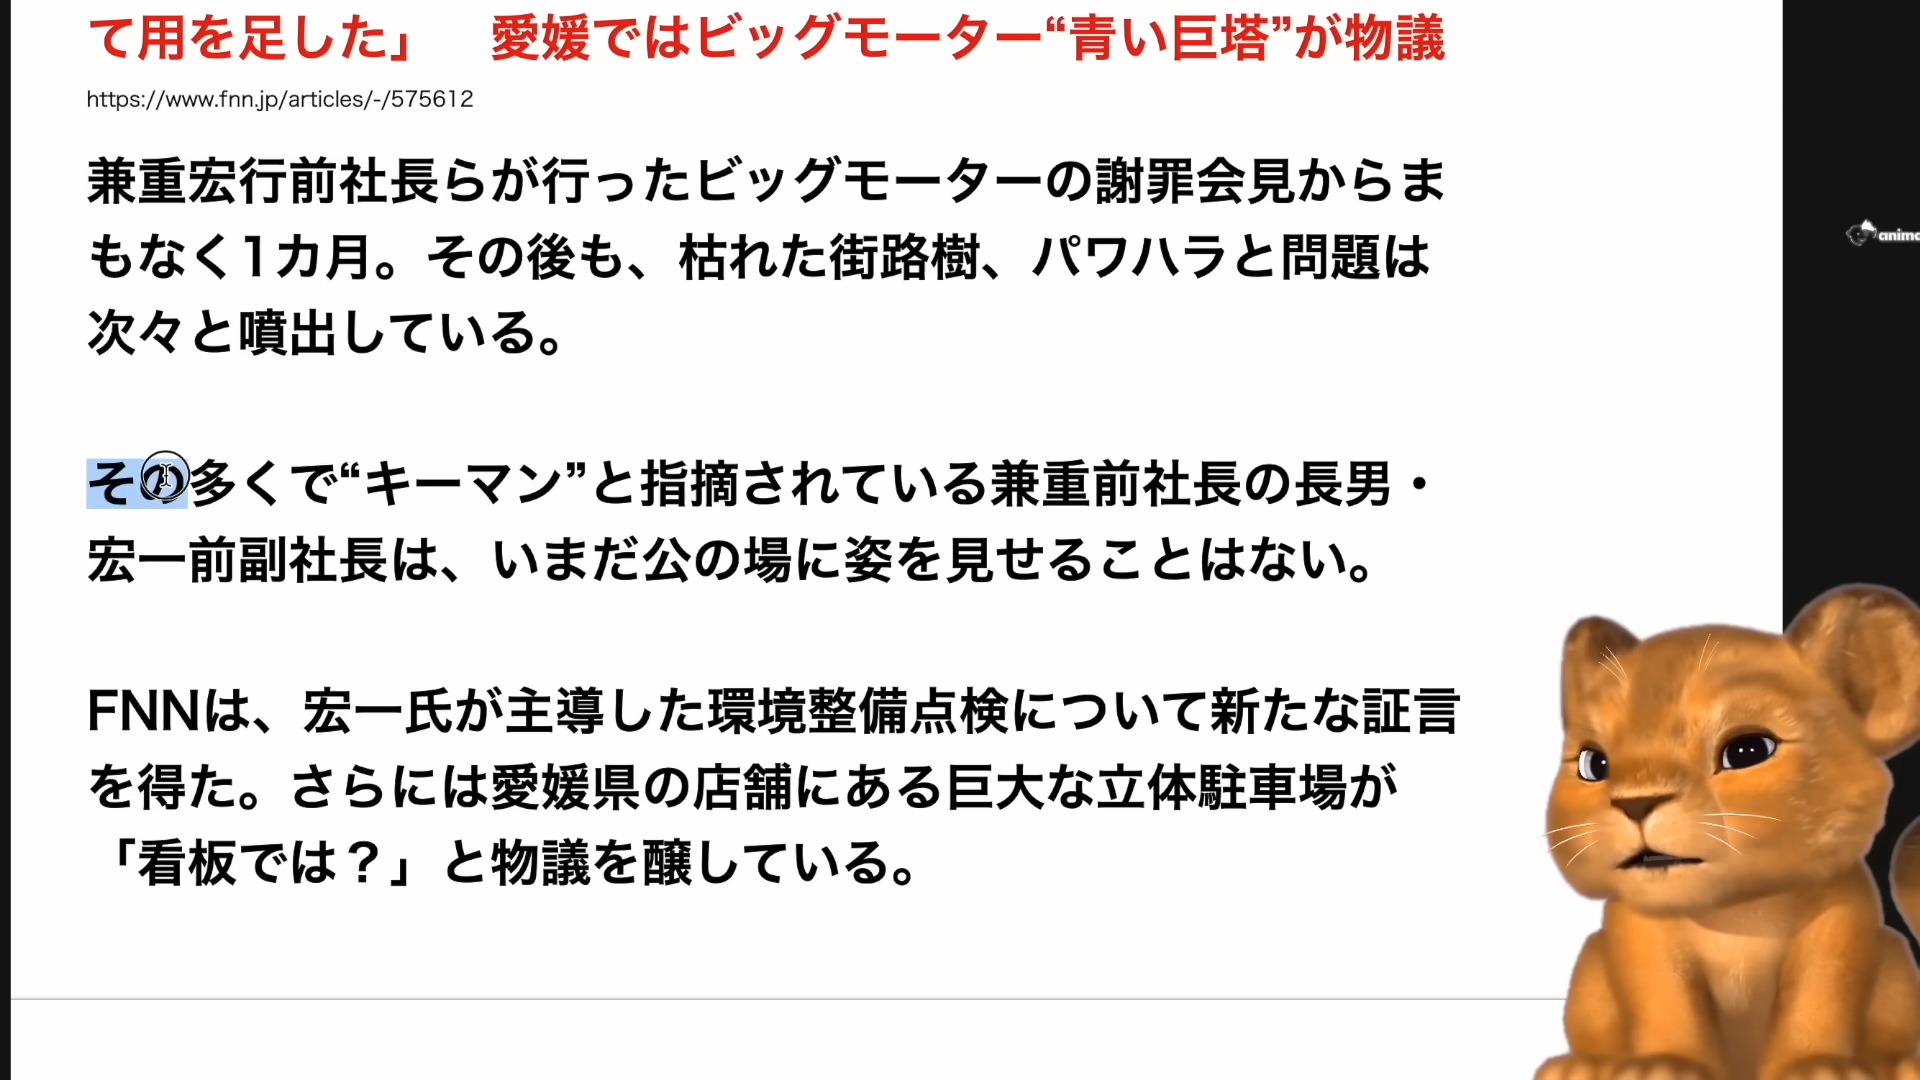 て用を足した」　愛媛ではビッグモーター“青い巨塔”が物議
https://www.fnn.jp/articles/-/575612
兼重宏行前社長らが行ったビッグモーターの謝罪会見からま
もなく1カ月。その後も、枯れた街路樹、パワハラと問題は
次々と噴出している。
その多くで“キーマン”と指摘されている兼重前社長の長男・
宏一前副社長は、いまだ公の場に姿を見せることはない。
FNNは、宏一氏が主導した環境整備点検について新たな証言
を得た。さらには愛媛県の店舗にある巨大な立体駐車場が
「看板では？」と物議を醸している。